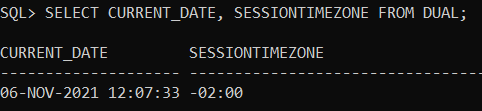 SQL> SELECT CURRENT_DATE, SESSIONTIMEZONE FROM DUAL;
CURRENT_DATE         SESSIONTIMEZONE
-------------------- --------------------------------
06-NOV-2021 12:07:33 -02:00